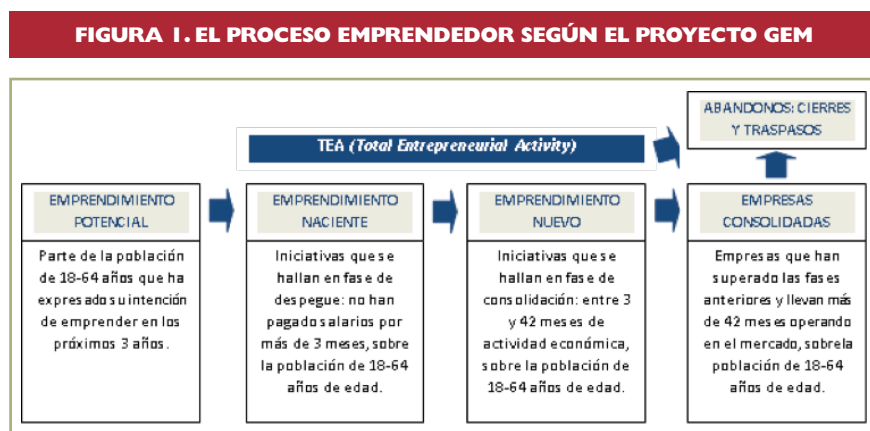 FIGURA 1. EL PROCESO EMPRENDEDOR SEGÚN EL PROYECTO GEM
ABANDONOS: CIERRES
Y TRASPASOS
TEA (Total Entrepreneurial Activity)
EMPRENDIMIENTO
POTENCIAL
Parte de la población
de 18-64 años que ha
expresado su intención
de emprender en los
próximos 3 años.
EMPRENDIMIENTO
NACIENTE
Iniciativas que se
hallan en fase de
despegue: no han
pagado salarios por
más de 3 meses, sobre
la población de 18-64
años de edad.
EMPRENDIMIENTO
NUEVO
Iniciativas que se
hallan en fase de
consolidación: entre 3
y 42 meses de
actividad económica,
sobre la población de
18-64 años de edad.
EMPRESAS
CONSOLIDADAS
Empresas que han
superado las fases
anteriores y llevan más
de 42 meses operando
en el mercado, sobrela
población de 18-64
años de edad.